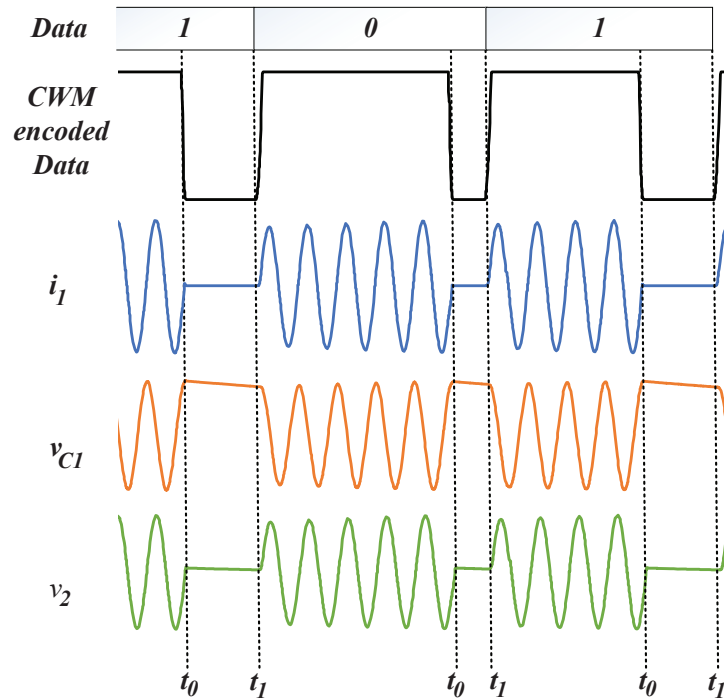 Data 1 0 1
CWM
encoded
Data
i1
vC1
v2
t0 t1 t0 t1 t0 t1